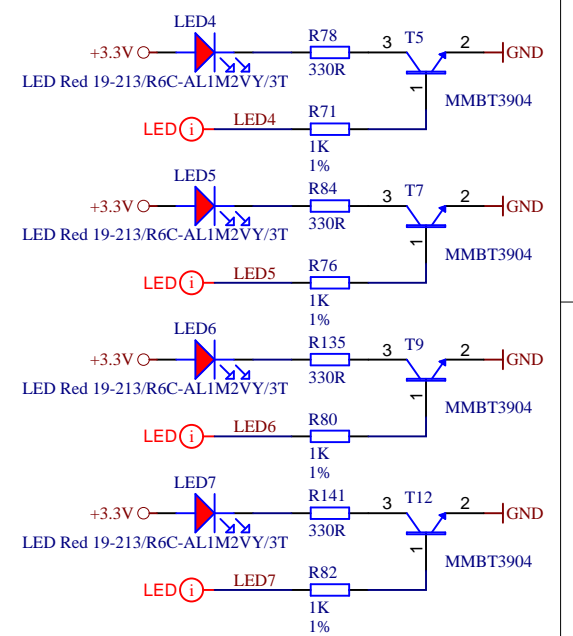 LED4
R78
3 T5 2
+3.3V
GND
330R
LED Red 19-213/R6C-AL1M2VY/3T
1
MMBT3904
R71
LED i LED4
1K
1%
LED5
R84
3 T7 2
+3.3V
GND
330R
LED Red 19-213/R6C-AL1M2VY/3T
1
MMBT3904
R76
LED i LED5
1K
1%
LED6
R135
3 T9 2
+3.3V
GND
330R
LED Red 19-213/R6C-AL1M2VY/3T
1
MMBT3904
R80
LED i LED6
1K
1%
LED7
R141
3 T12 2
+3.3V
GND
330R
LED Red 19-213/R6C-AL1M2VY/3T
1
MMBT3904
R82
LED i LED7
1K
1%